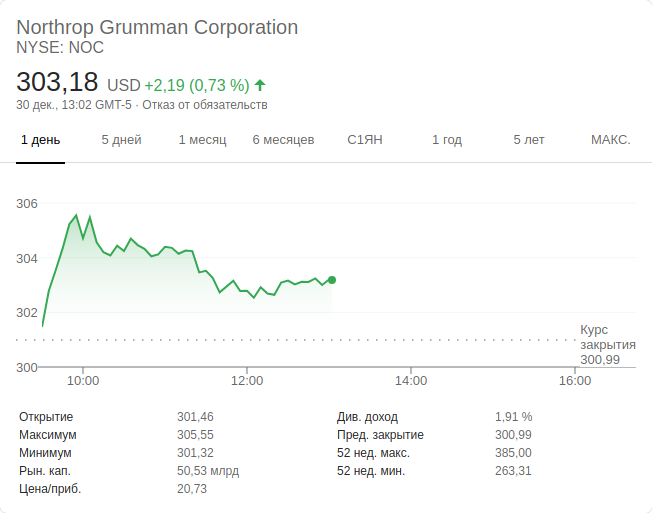 Northrop Grumman Corporation
NYSE: NOC
303,18 USD +2,19 (0,73 %)
30 дек., 13:02 GMT-5 · Отказ от обязательств
1 день 5 дней 1 месяц 6 месяцев С1ЯН 1 год 5 лет МАКС.
306
304
302
300
Курс
закрытия
300,99
10:00 12:00 14:00 16:00
Открытие 301,46 Див. доход 1,91 %
Максимум 305,55 Пред. закрытие 300,99
Минимум 301,32 52 нед. макс. 385,00
Рын. кап. 50,53 млрд 52 нед. мин. 263,31
Цена/приб. 20,73